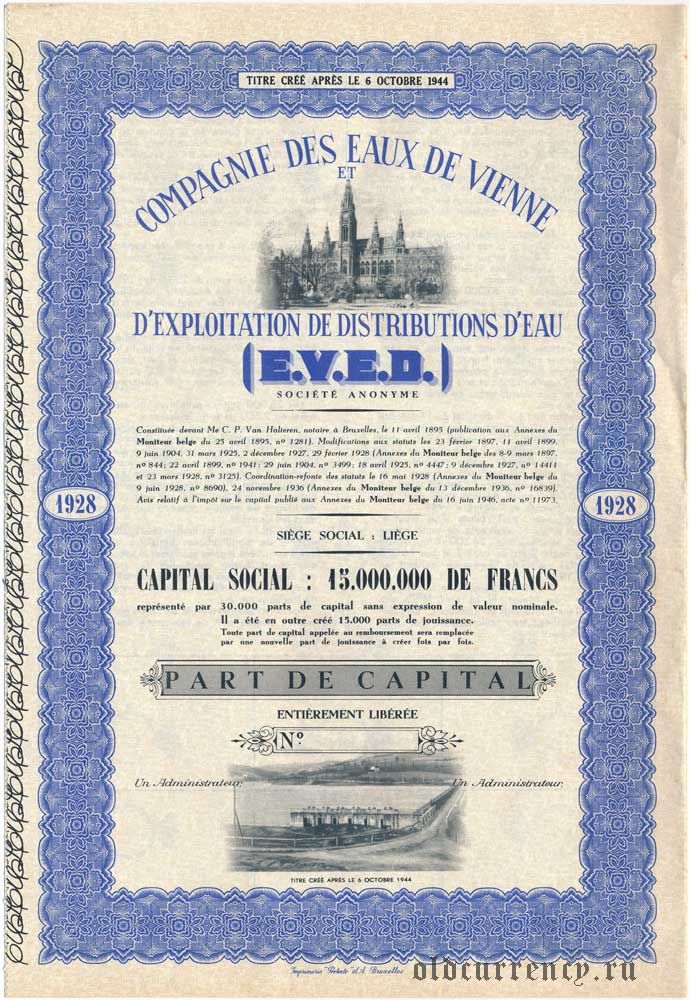 TITRE CRÉÉ APRÈS LE 6 OCTOBRE 1944
COMPAGNIE DES EAUX DE VIENNE
ET
D'EXPLOITATION DE DISTRIBUTIONS D'EAU
(E.V.E.D.)
SOCIÉTÉ ANONYME
Constituée devant Me C. P. Van Halteren, notaire à Bruxelles, le 11 avril 1895 (publication aux Annexes du
Moniteur belge du 25 avril 1895, nº 1281). Modifications aux statuts les 23 février 1897, 11 avril 1899,
9 juin 1904, 31 mars 1925, 2 décembre 1927, 29 février 1928 (Annexes du Moniteur belge des 8-9 mars 1897,
nº 844; 22 avril 1899, nº 1941; 29 juin 1904, nº 3499; 18 avril 1925, nº 4447; 9 décembre 1927, nº 14411
et 23 mars 1928, nº 3125). Coordination-refonte des statuts le 16 mai 1928 (Annexes du Moniteur belge du
9 juin 1928, nº 8690), 24 novembre 1936 (Annexes du Moniteur belge du 13 décembre 1936, nº 16839).
Avis relatif à l'impôt sur le capital publié aux Annexes du Moniteur belge du 16 juin 1946, acte nº 11973.
1928
1928
SIÈGE SOCIAL : LIÉGE
CAPITAL SOCIAL : 15.000.000 DE FRANCS
représenté par 30.000 parts de capital sans expression de valeur nominale.
Il a été en outre créé 15.000 parts de jouissance.
Toute part de capital appelée au remboursement sera remplacée
par une nouvelle part de jouissance à créer fois par fois.
PART DE CAPITAL
ENTIÈREMENT LIBÉRÉE
Nº
Un Administrateur,
Un Administrateur,
TITRE CRÉÉ APRÈS LE 6 OCTOBRE 1944
Imprimerie Bruxelles
oldcurrency.ru